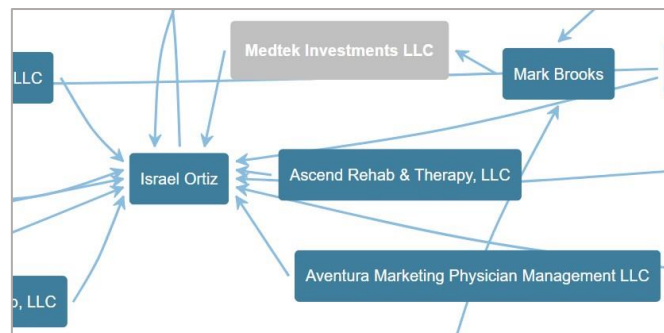 Medtek Investments LLC
LLC
Mark Brooks
Israel Ortiz
Ascend Rehab & Therapy, LLC
Aventura Marketing Physician Management LLC
, LLC